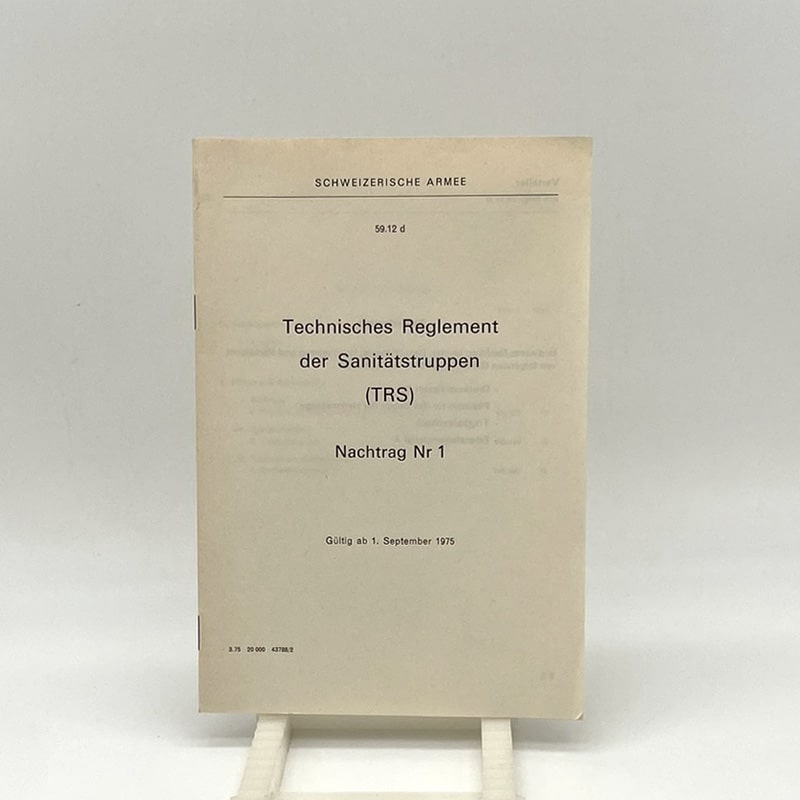 SCHWEIZERISCHE ARMEE
59.12 d
Technisches Reglement
der Sanitätstruppen
(TRS)
Nachtrag Nr 1
Gültig ab 1. September 1975
3.75 20 000 43788/2